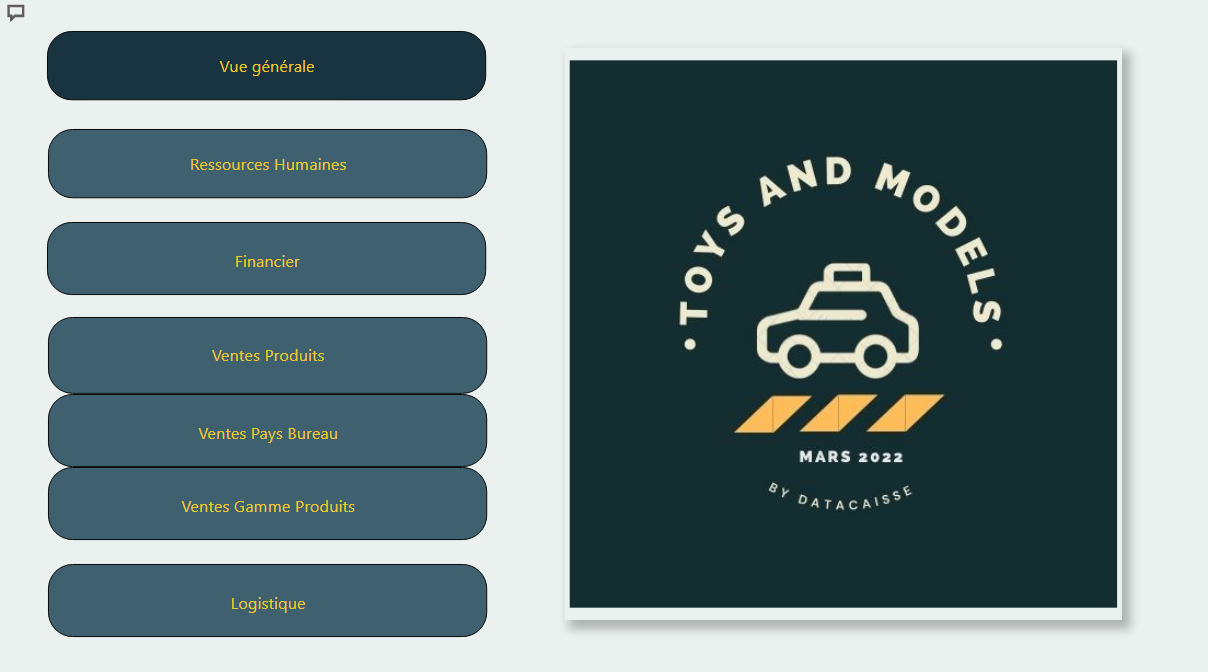 Vue générale
Ressources Humaines
Financier
Ventes Produits
Ventes Pays Bureau
Ventes Gamme Produits
Logistique
• TOYS AND MODELS •
MARS 2022
BY DATACAISSE